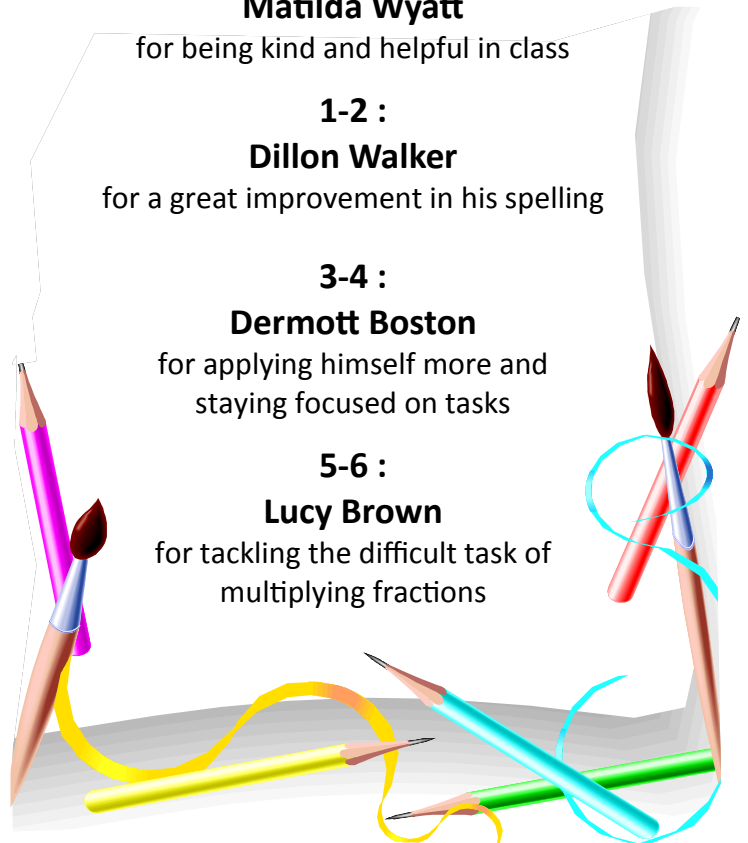 Matilda Wyatt
for being kind and helpful in class
1-2 :
Dillon Walker
for a great improvement in his spelling
3-4 :
Dermott Boston
for applying himself more and
staying focused on tasks
5-6 :
Lucy Brown
for tackling the difficult task of
multiplying fractions